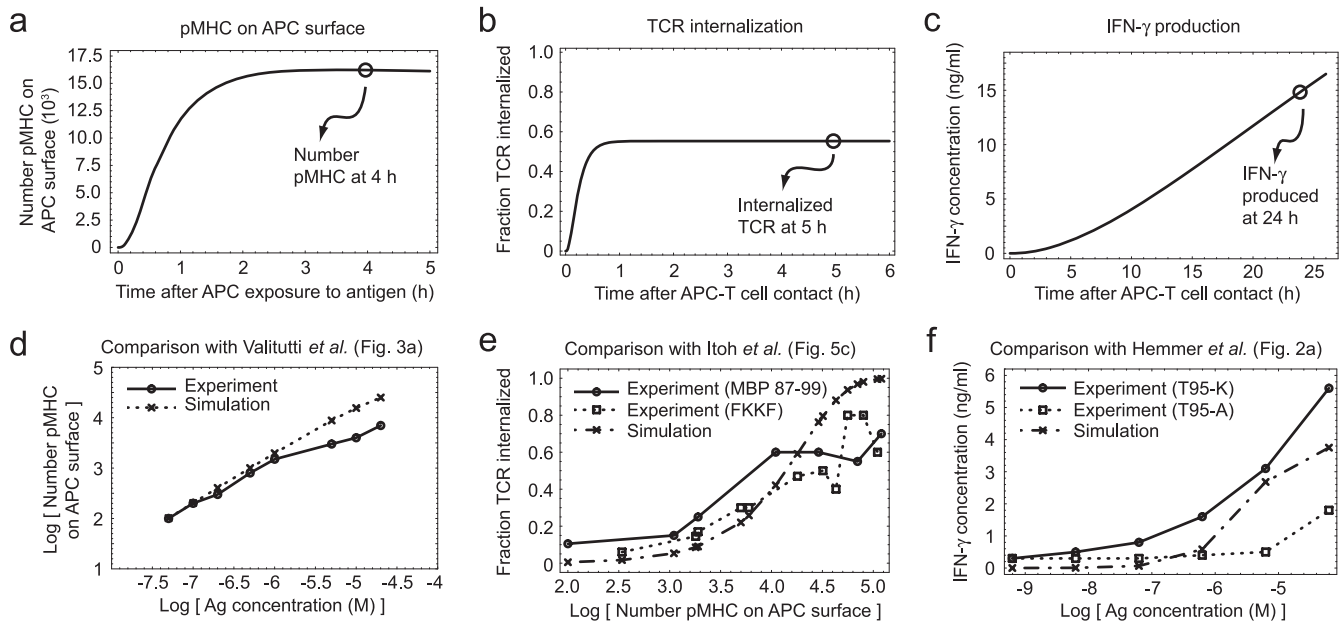 a
pMHC on APC surface
Number pMHC on
APC surface (10³)
17.5
15.0
12.5
10.0
7.5
5.0
2.5
0
Number
pMHC at 4 h
0 1 2 3 4 5
Time after APC exposure to antigen (h)
b
TCR internalization
Fraction TCR internalized
1.0
0.8
0.6
0.4
0.2
0.0
Internalized
TCR at 5 h
0 1 2 3 4 5 6
Time after APC-T cell contact (h)
c
IFN-γ production
IFN-γ concentration (ng/ml)
15
10
5
0
IFN-γ
produced
at 24 h
0 5 10 15 20 25
Time after APC-T cell contact (h)
d
Comparison with Valitutti et al. (Fig. 3a)
Log [ Number pMHC
on APC surface ]
5
4
3
2
1
Experiment
Simulation
-7.5 -7 -6.5 -6 -5.5 -5 -4.5 -4
Log [ Ag concentration (M) ]
e
Comparison with Itoh et al. (Fig. 5c)
Fraction TCR internalized
1.0
0.8
0.6
0.4
0.2
0.0
Experiment (MBP 87-99)
Experiment (FKKF)
Simulation
2.0 2.5 3.0 3.5 4.0 4.5 5.0
Log [ Number pMHC on APC surface ]
f
Comparison with Hemmer et al. (Fig. 2a)
IFN-γ concentration (ng/ml)
6
5
4
3
2
1
0
Experiment (T95-K)
Experiment (T95-A)
Simulation
-9 -8 -7 -6 -5
Log [ Ag concentration (M) ]